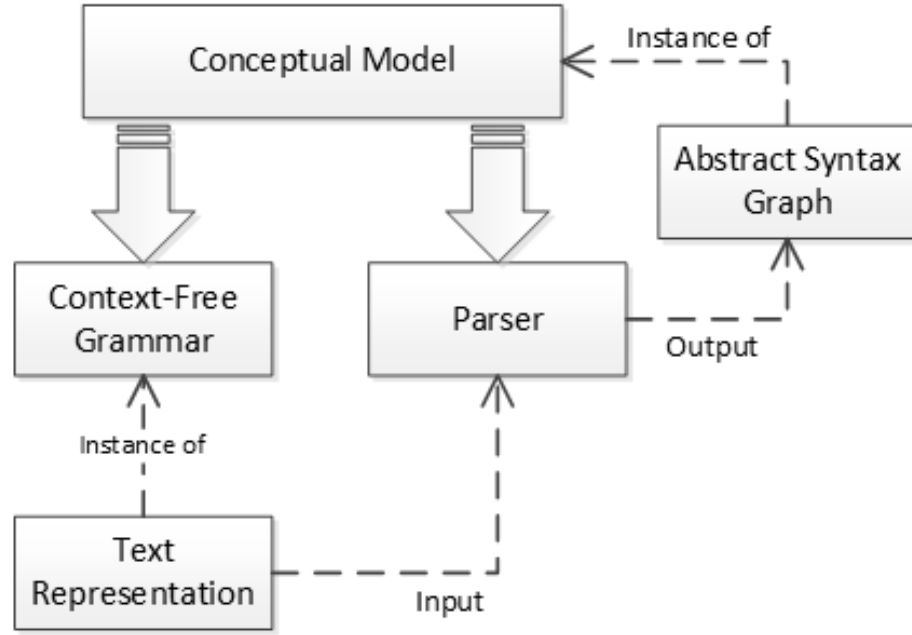 Conceptual Model
Instance of
Abstract Syntax
Graph
Context-Free
Grammar
Parser
Output
Instance of
Text
Representation
Input